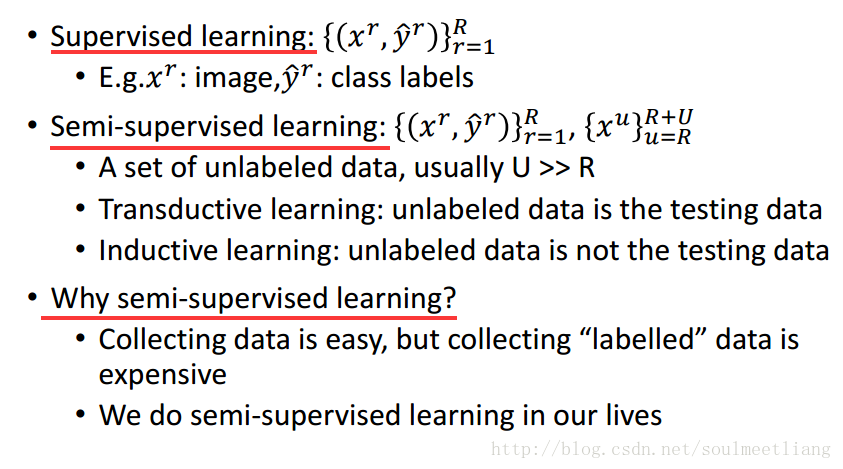 • Supervised learning: {(x^r, ŷ^r)}_{r=1}^R
• E.g.x^r: image,ŷ^r: class labels
• Semi-supervised learning: {(x^r, ŷ^r)}_{r=1}^R, {x^u}_{u=R}^{R+U}
• A set of unlabeled data, usually U >> R
• Transductive learning: unlabeled data is the testing data
• Inductive learning: unlabeled data is not the testing data
• Why semi-supervised learning?
• Collecting data is easy, but collecting “labelled” data is
expensive
• We do semi-supervised learning in our lives
http://blog.csdn.net/soulmeetliang